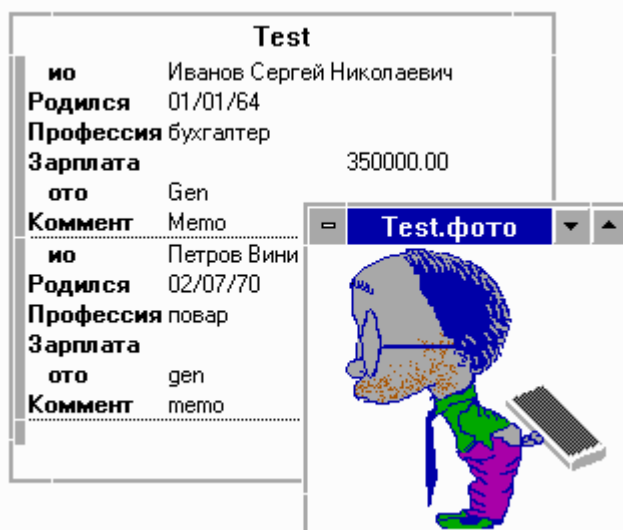 Test
ио Иванов Сергей Николаевич
Родился 01/01/64
Профессия бухгалтер
Зарплата 350000.00
ото Gen
Коммент Memo
ио Петров Вини
Родился 02/07/70
Профессия повар
Зарплата
ото gen
Коммент memo
Test.фото